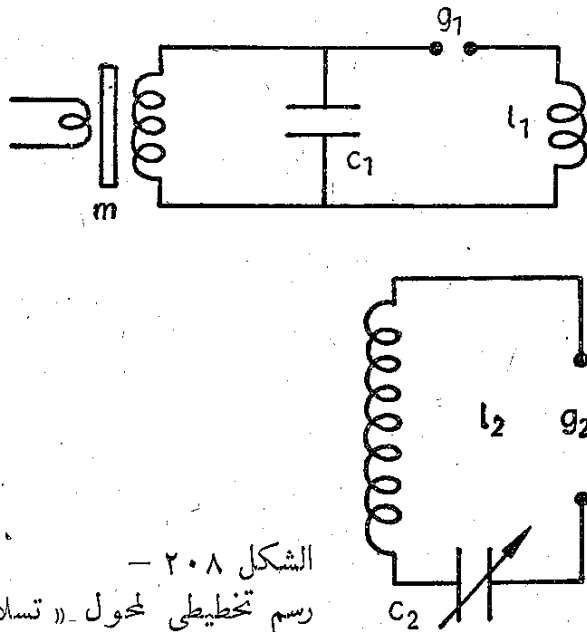 g₁
l₁
C₁
m
l₂
g₂
C₂
الشكل ٢٠٨ –
رسم تخطيطي لمحول « تسلا